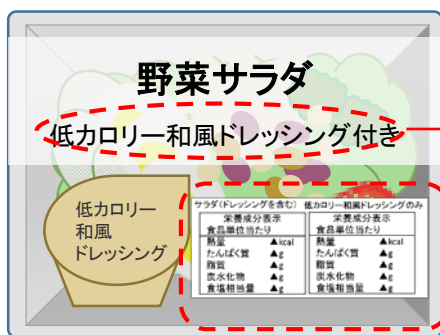 野菜サラダ
低カロリー和風ドレッシング付き
低カロリー
和風
ドレッシング
サラダ(ドレッシングを含む)
栄養成分表示
食品単位当たり
熱量 ▲kcal
たんぱく質 ▲g
脂質 ▲g
炭水化物 ▲g
食塩相当量 ▲g
低カロリー和風ドレッシングのみ
栄養成分表示
食品単位当たり
熱量 ▲kcal
たんぱく質 ▲g
脂質 ▲g
炭水化物 ▲g
食塩相当量 ▲g